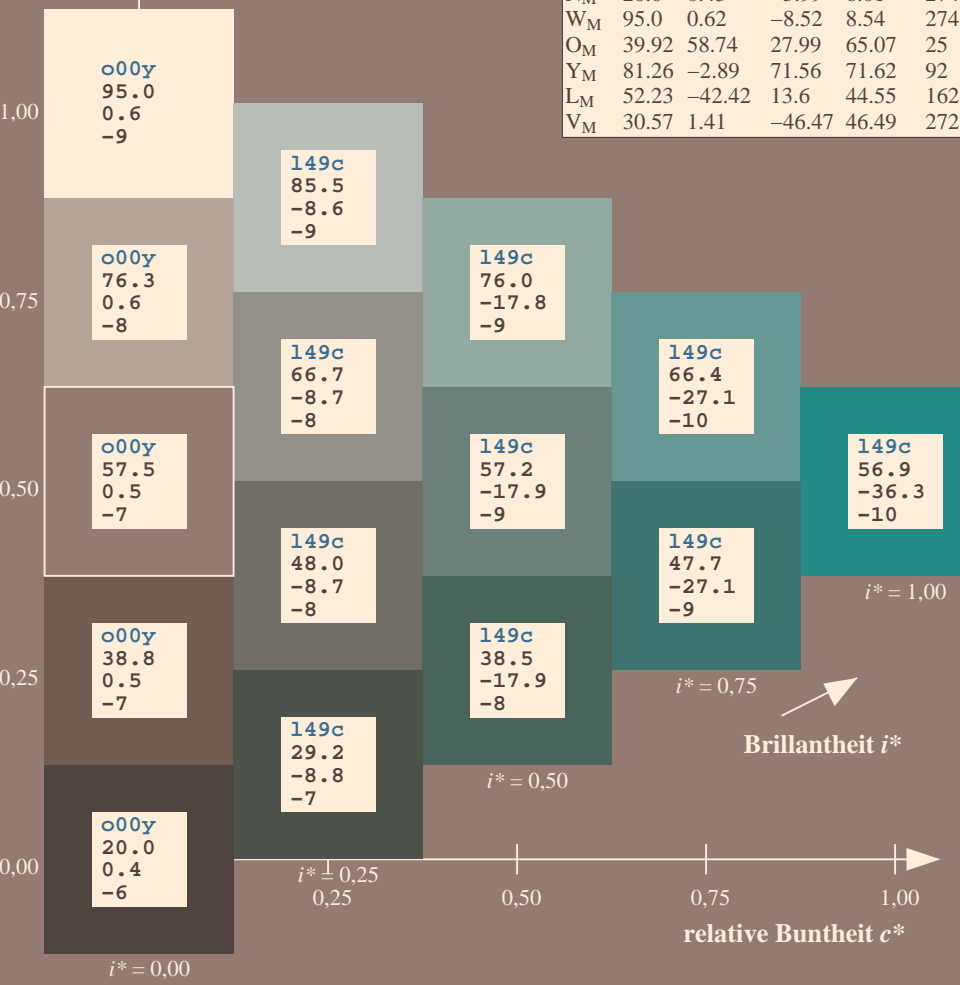 W_M 95.0 0.62 –8.52 8.54 274
O_M 39.92 58.74 27.99 65.07 25
Y_M 81.26 –2.89 71.56 71.62 92
L_M 52.23 –42.42 13.6 44.55 162
V_M 30.57 1.41 –46.47 46.49 272
o00y
95.0
0.6
–9
1,00
l49c
85.5
–8.6
–9
o00y
76.3
0.6
–8
l49c
76.0
–17.8
–9
0,75
l49c
66.7
–8.7
–8
l49c
66.4
–27.1
–10
o00y
57.5
0.5
–7
l49c
57.2
–17.9
–9
l49c
56.9
–36.3
–10
0,50
l49c
48.0
–8.7
–8
l49c
47.7
–27.1
–9
i* = 1,00
o00y
38.8
0.5
–7
l49c
38.5
–17.9
–8
0,25
i* = 0,75
l49c
29.2
–8.8
–7
Brillantheit i*
i* = 0,50
o00y
20.0
0.4
–6
0,00
i* = 0,25
0,25
0,50
0,75
1,00
relative Buntheit c*
i* = 0,00